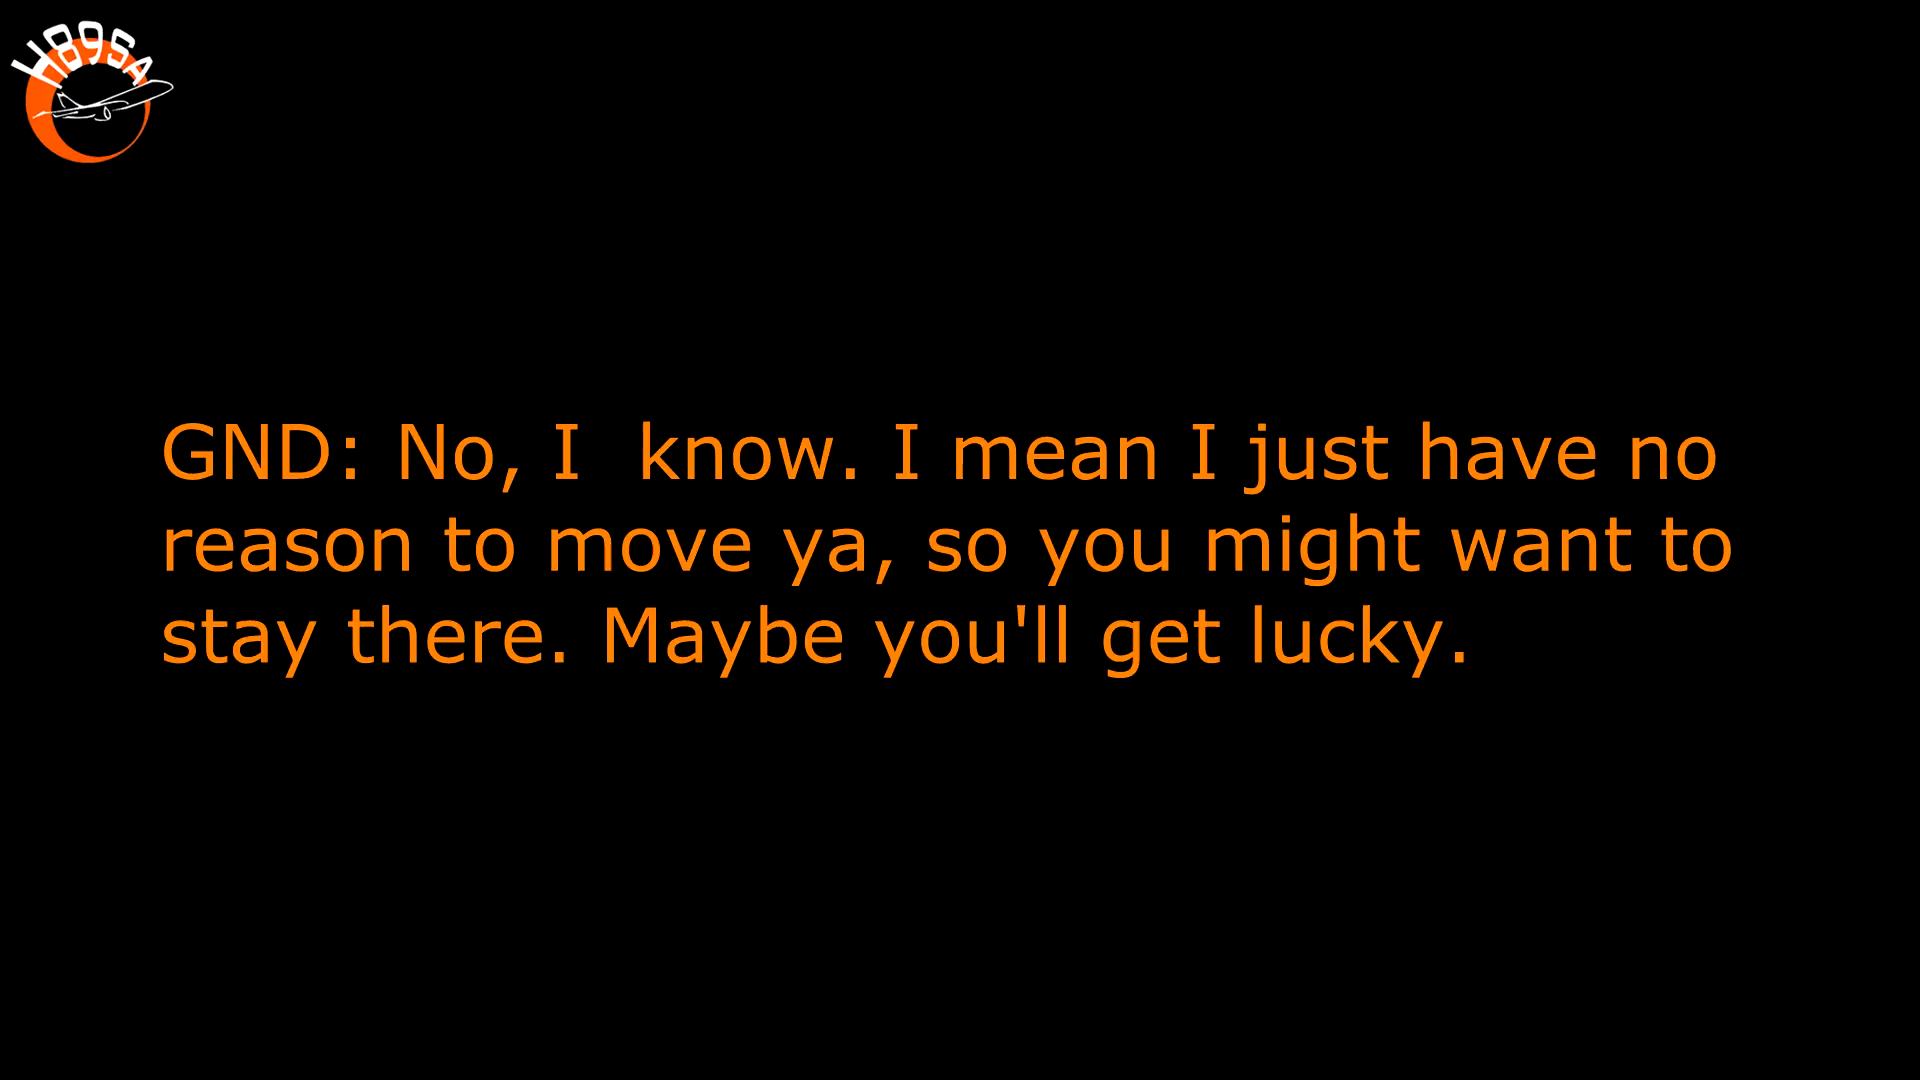 H89SA
GND: No, I  know. I mean I just have no
reason to move ya, so you might want to
stay there. Maybe you'll get lucky.